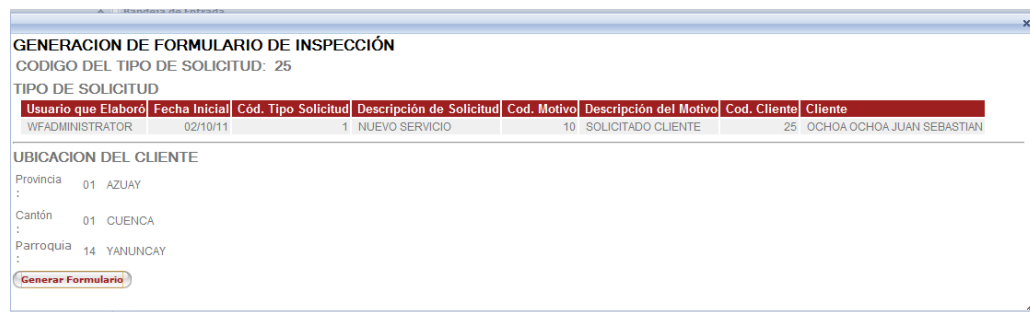 Bandeja de Entrada
x
GENERACION DE FORMULARIO DE INSPECCIÓN
CODIGO DEL TIPO DE SOLICITUD: 25
TIPO DE SOLICITUD
Usuario que Elaboró Fecha Inicial Cód. Tipo Solicitud Descripción de Solicitud Cod. Motivo Descripción del Motivo Cod. Cliente Cliente
WFADMINISTRATOR 02/10/11 1 NUEVO SERVICIO 10 SOLICITADO CLIENTE 25 OCHOA OCHOA JUAN SEBASTIAN
UBICACION DEL CLIENTE
Provincia : 01 AZUAY
Cantón : 01 CUENCA
Parroquia : 14 YANUNCAY
Generar Formulario